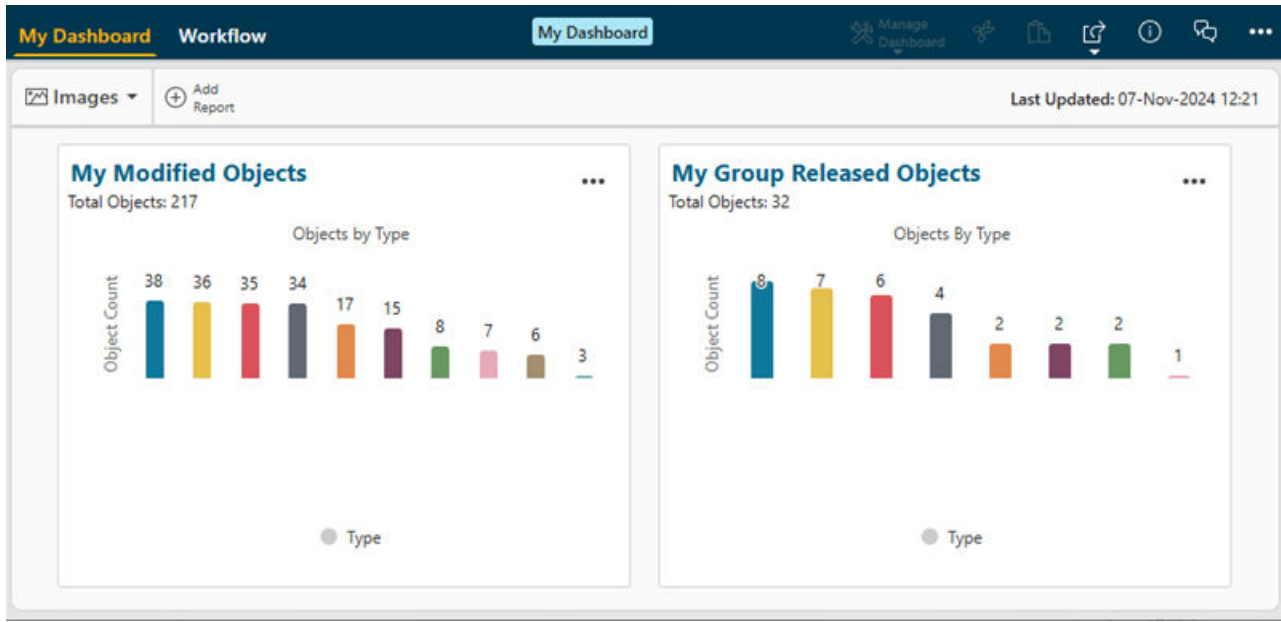 My Dashboard Workflow My Dashboard Manage
Dashboard
Images Add
Report
Last Updated: 07-Nov-2024 12:21
My Modified Objects
Total Objects: 217
Objects by Type
Object Count
38 36 35 34 17 15 8 7 6 3
Type
My Group Released Objects
Total Objects: 32
Objects By Type
Object Count
8 7 6 4 2 2 2 1
Type